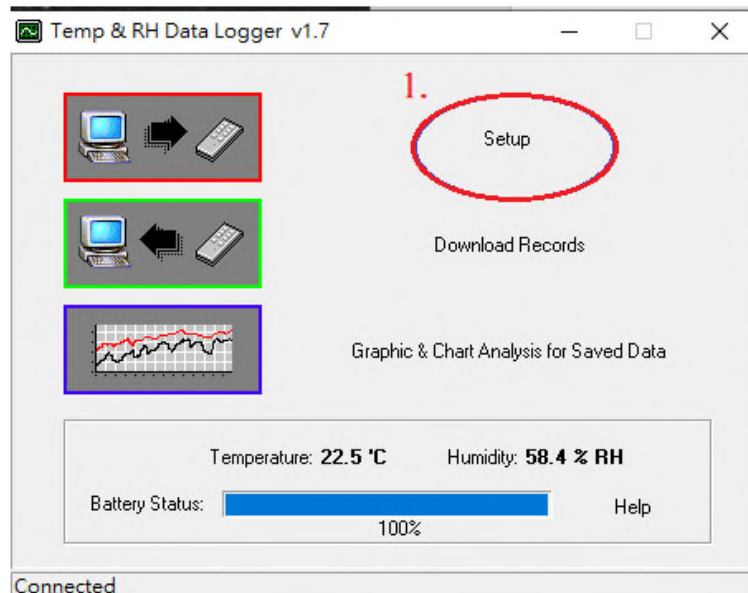 Temp & RH Data Logger v1.7
1.
Setup
Download Records
Graphic & Chart Analysis for Saved Data
Temperature: 22.5 'C Humidity: 58.4 % RH
Battery Status:
Help
100%
Connected